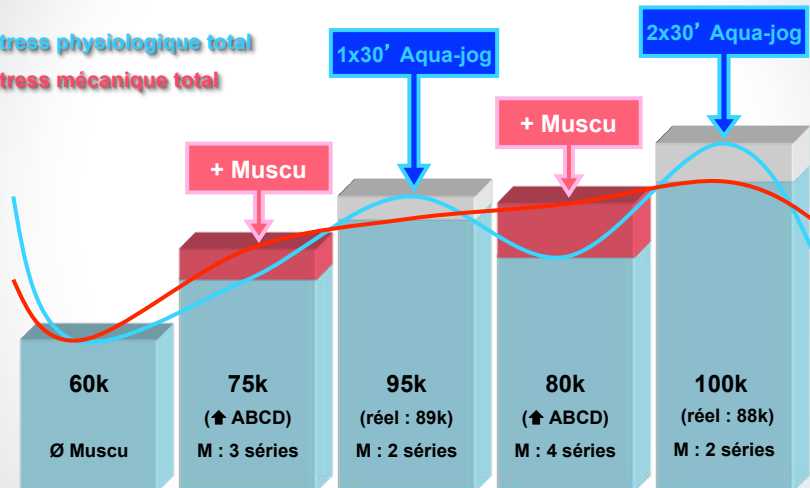 tress physiologique total
tress mécanique total
1x30' Aqua-jog
2x30' Aqua-jog
+ Muscu
+ Muscu
60k
Ø Muscu
75k
(⬆ ABCD)
M : 3 séries
95k
(réel : 89k)
M : 2 séries
80k
(⬆ ABCD)
M : 4 séries
100k
(réel : 88k)
M : 2 séries